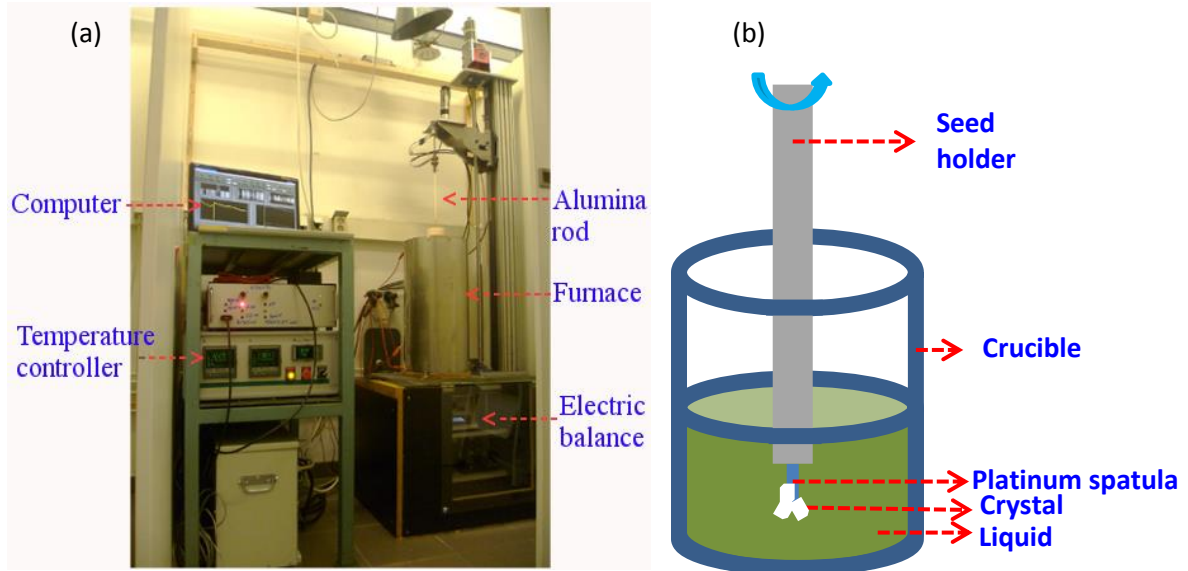 (a)
Computer
Temperature
controller
Alumina
rod
Furnace
Electric
balance
(b)
Seed
holder
Crucible
Platinum spatula
Crystal
Liquid